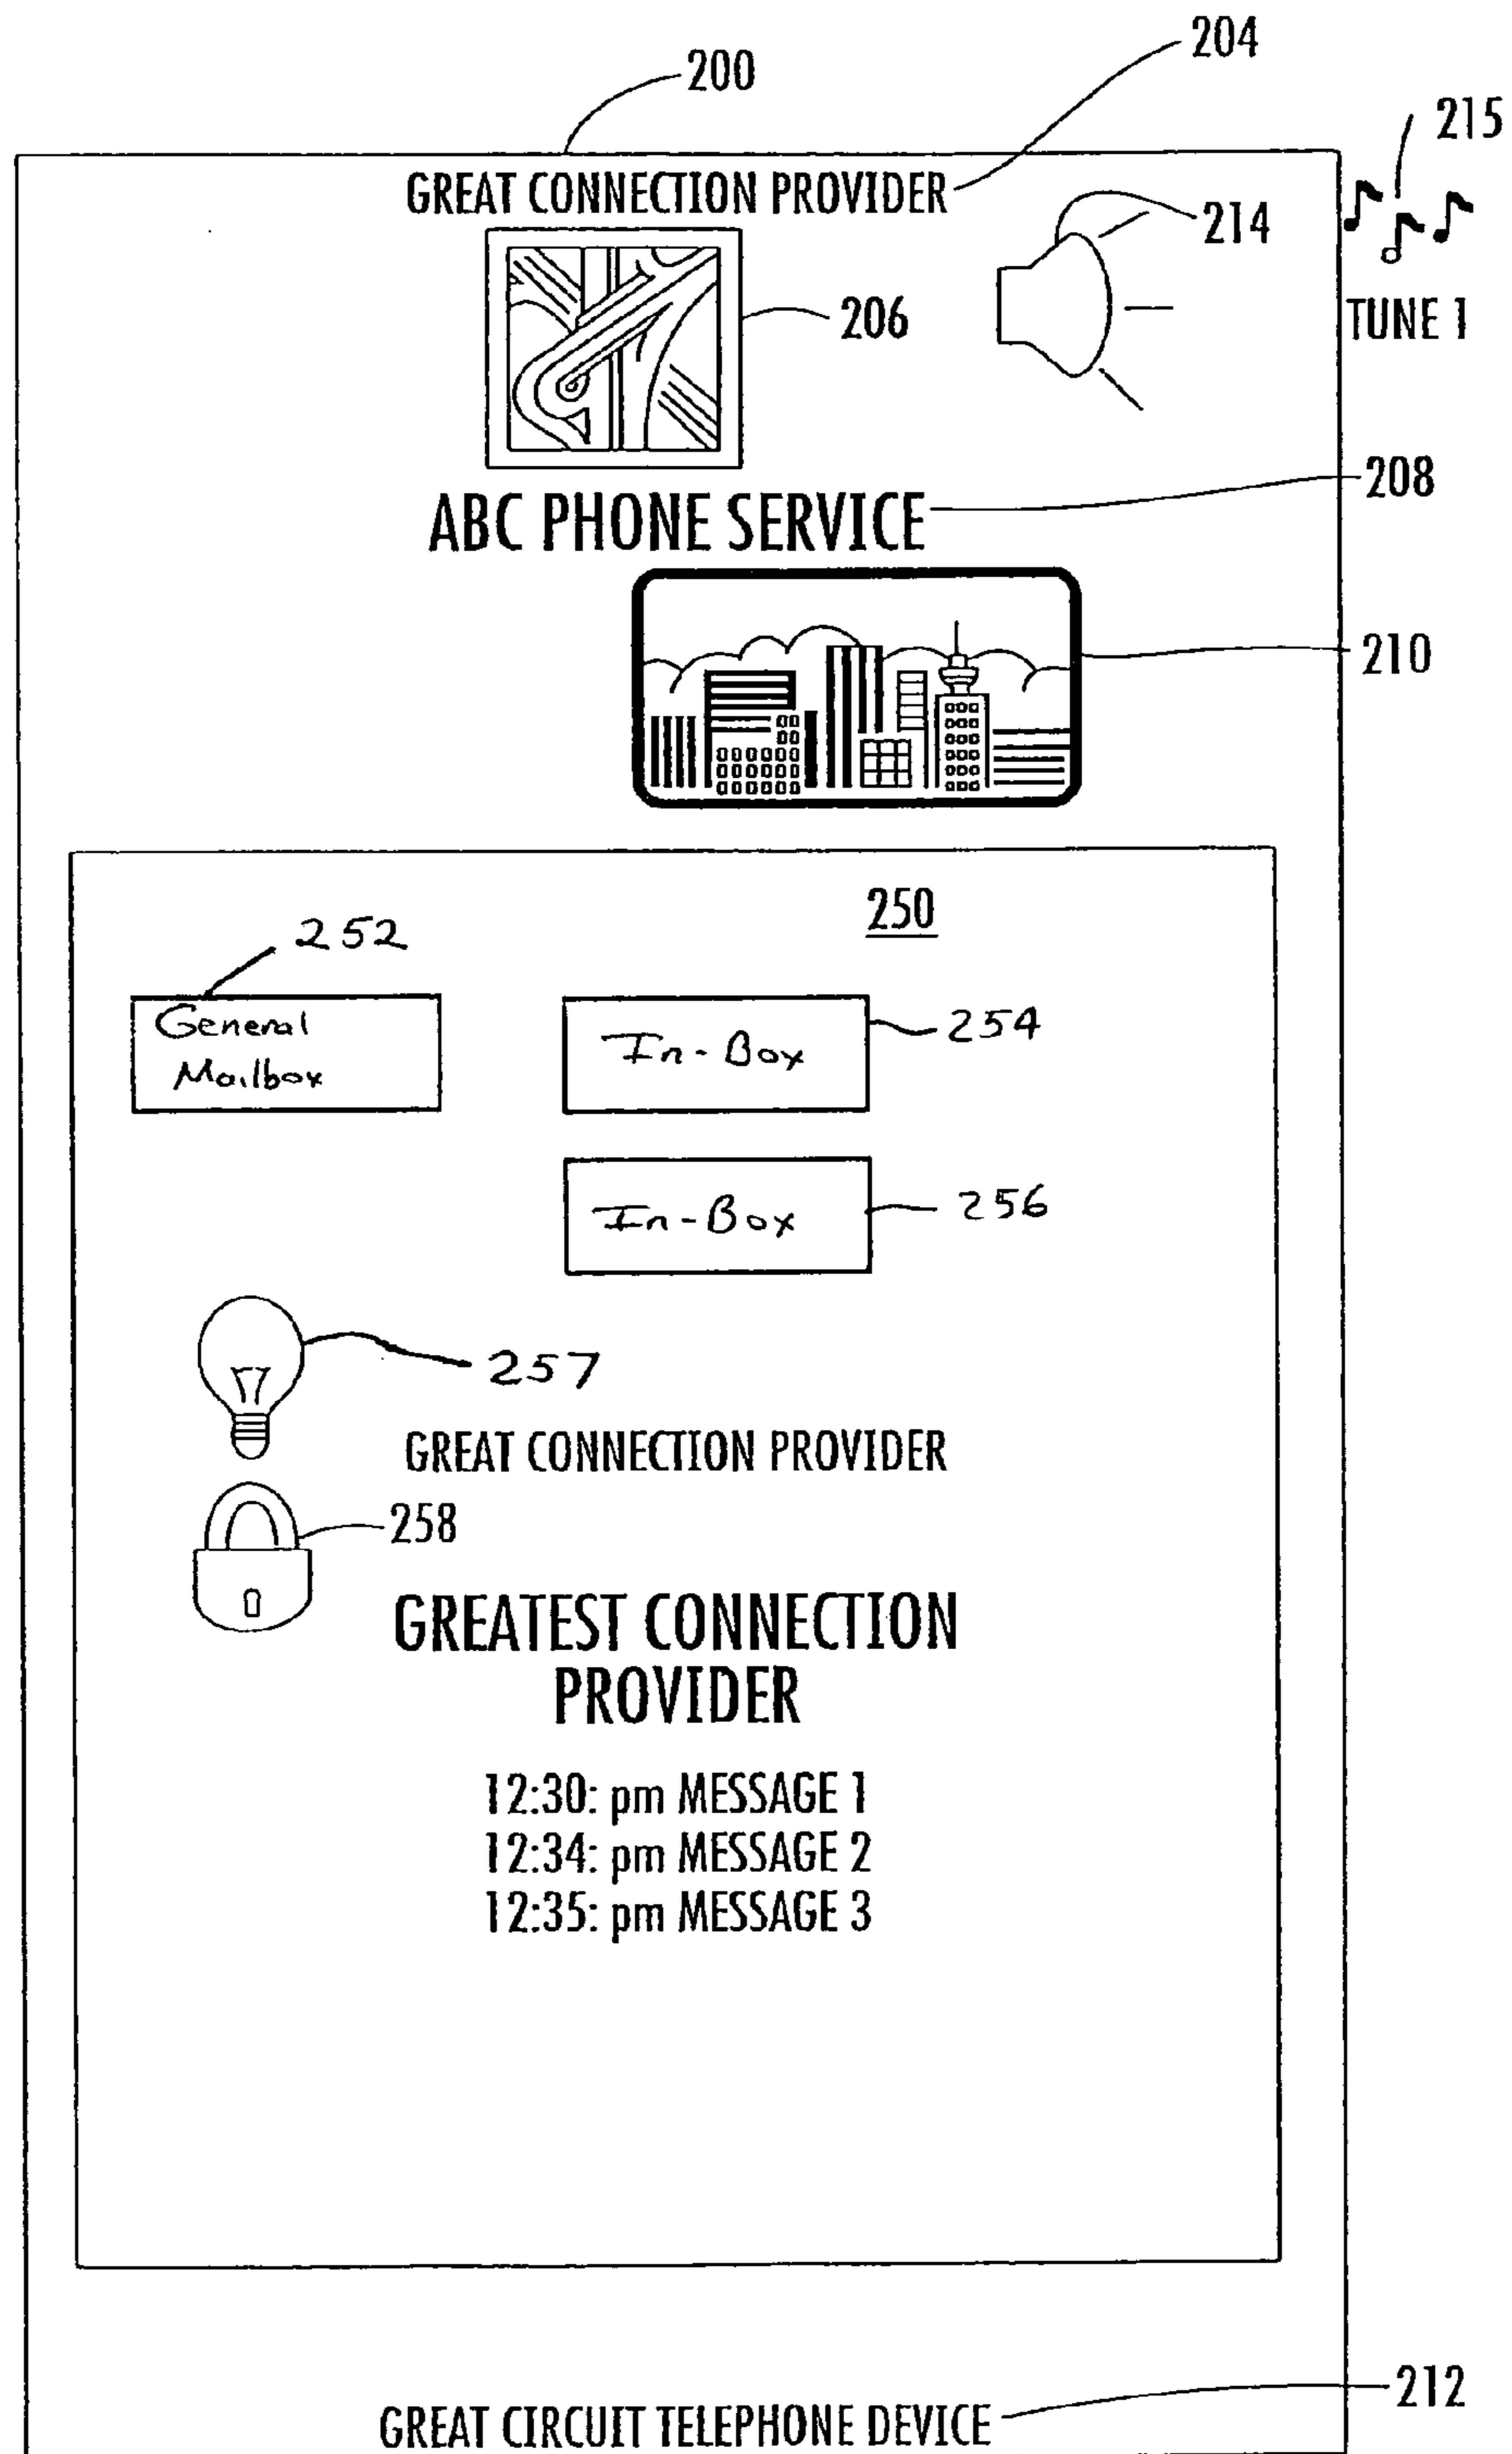 204
200
215
GREAT CONNECTION PROVIDER
214
206
TUNE 1
208
ABC PHONE SERVICE
210
250
252
General
Mailbox
In-Box
254
In-Box
256
257
GREAT CONNECTION PROVIDER
258
GREATEST CONNECTION
PROVIDER
12:30: pm MESSAGE 1
12:34: pm MESSAGE 2
12:35: pm MESSAGE 3
212
GREAT CIRCUIT TELEPHONE DEVICE